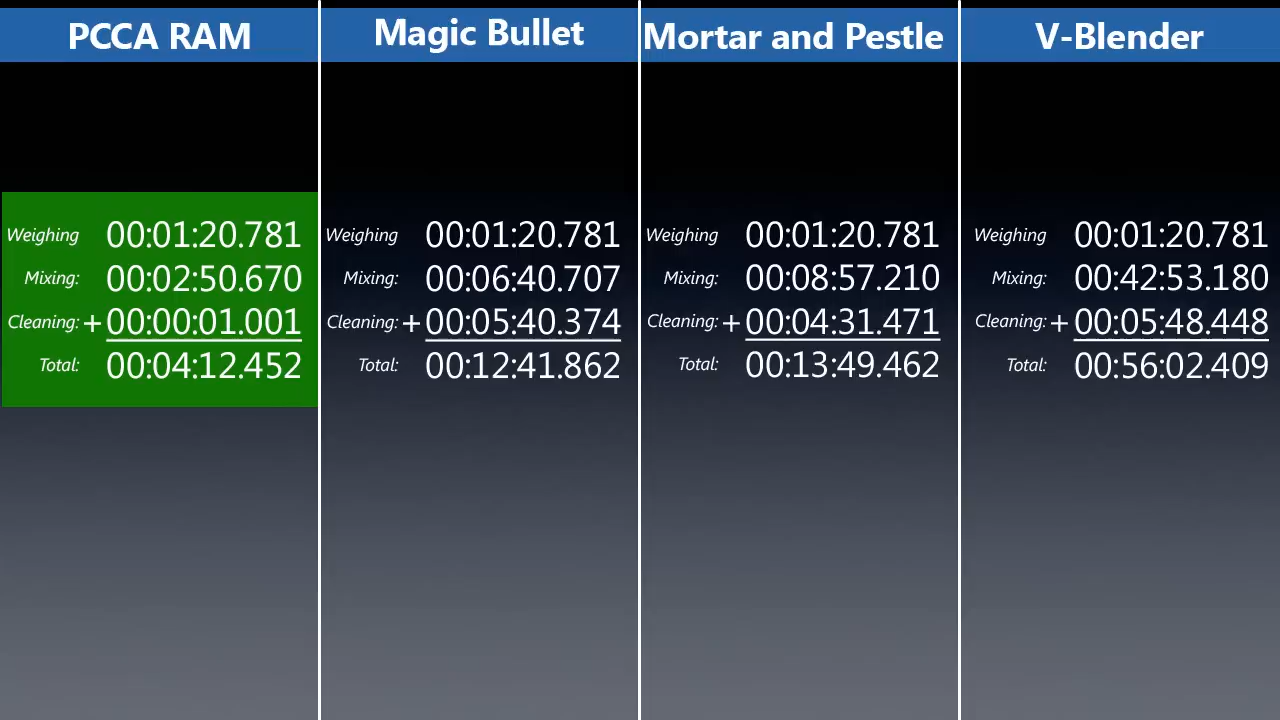 PCCA RAM
Weighing 00:01:20.781
Mixing: 00:02:50.670
Cleaning: +00:00:01.001
Total: 00:04:12.452
Magic Bullet
Weighing 00:01:20.781
Mixing: 00:06:40.707
Cleaning: +00:05:40.374
Total: 00:12:41.862
Mortar and Pestle
Weighing 00:01:20.781
Mixing: 00:08:57.210
Cleaning: +00:04:31.471
Total: 00:13:49.462
V-Blender
Weighing 00:01:20.781
Mixing: 00:42:53.180
Cleaning: +00:05:48.448
Total: 00:56:02.409